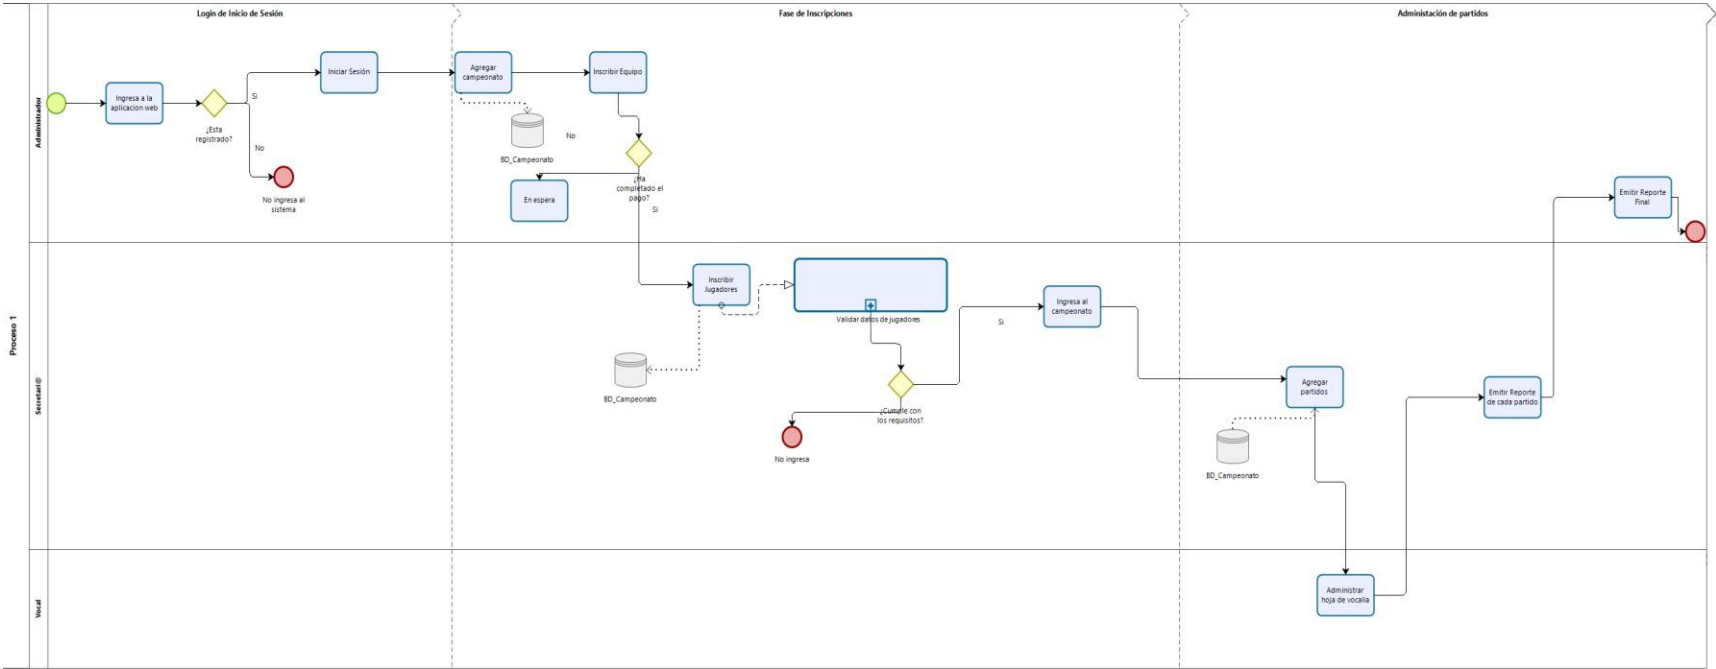 Login de Inicio de Sesión
Fase de Inscripciones
Administación de partidos
Proceso 1
Administrador
Ingresa a la
aplicacion web
¿Esta
registrado?
Si
No
Iniciar Sesión
No ingresa al
sistema
Agregar
campeonato
BD_Campeonato
Inscribir Equipo
No
¿Ha
completado el
pago?
Si
En espera
Emitir Reporte
Final
Secretari@
Inscribir
Jugadores
BD_Campeonato
Validar datos de jugadores
¿Cumple con
los requisitos?
Si
No ingresa
Ingresa al
campeonato
Agregar
partidos
BD_Campeonato
Emitir Reporte
de cada partido
Vocal
Administrar
hoja de vocalia